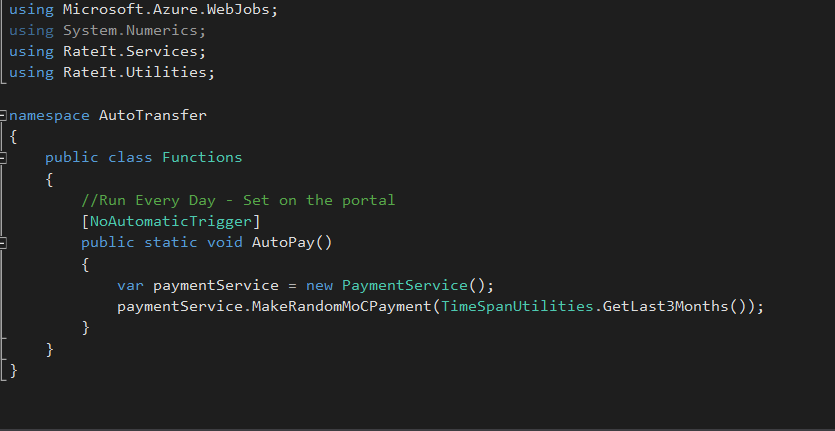 using Microsoft.Azure.WebJobs;
using System.Numerics;
using RateIt.Services;
using RateIt.Utilities;
namespace AutoTransfer
{
public class Functions
{
//Run Every Day - Set on the portal
[NoAutomaticTrigger]
public static void AutoPay()
{
var paymentService = new PaymentService();
paymentService.MakeRandomMoCPayment(TimeSpanUtilities.GetLast3Months());
}
}
}